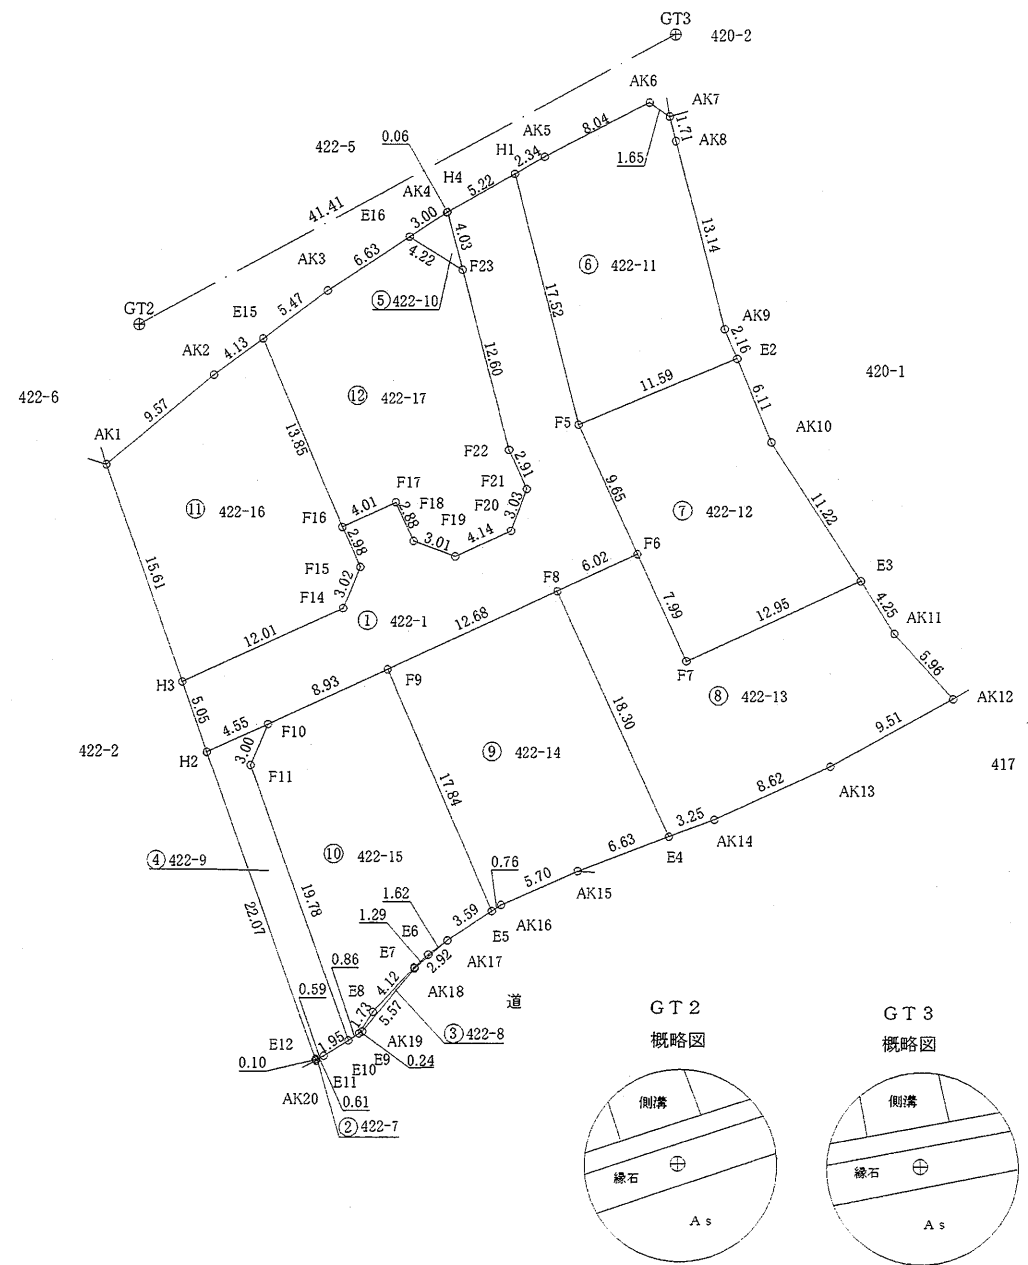 GT3
420-2
AK6
AK7
1.71
8.04
AK5
1.65
AK8
0.06
422-5
H1
2.34
H4
5.22
AK4
E16
3.00
4.03
41.41
13.14
AK3
6.63
4.22
F23
⑥ 422-11
⑤ 422-10
17.52
GT2
5.47
E15
AK9
2.16
E2
AK2
4.13
12.60
11.59
420-1
422-6
⑫ 422-17
6.11
9.57
13.85
AK1
F5
AK10
F22
2.91
F21
9.65
F17
F18
F20
3.03
4.01
2.88
F19
4.14
3.01
⑪ 422-16
F16
2.98
⑦ 422-12
11.22
15.61
F15
F6
F8
6.02
E3
3.02
F14
7.99
4.25
① 422-1
12.68
12.01
12.95
AK11
5.96
H3
8.93
F9
F7
⑧ 422-13
AK12
5.05
4.55
F10
18.30
9.51
422-2
H2
3.00
F11
⑨ 422-14
417
17.84
8.62
AK13
3.25
AK14
④ 422-9
⑩ 422-15
6.63
E4
0.76
19.78
5.70
AK15
22.07
1.62
3.59
E5
AK16
1.29
E6
2.92
AK17
E7
0.86
4.12
AK18
道
0.59
E8
1.73
5.57
③ 422-8
E12
1.95
AK19
E9
0.24
0.10
E10
E11
AK20
0.61
② 422-7
GT2
概略図
側溝
縁石
As
GT3
概略図
側溝
縁石
As